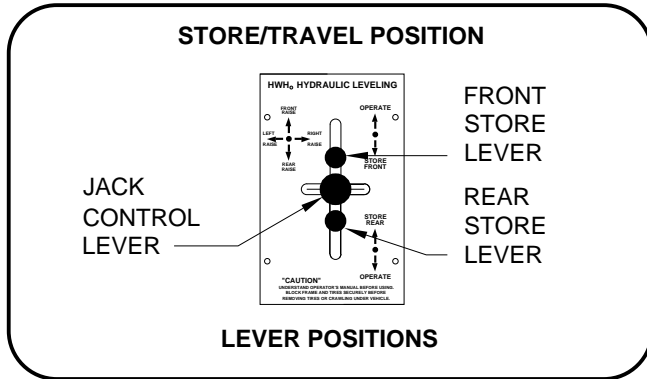 STORE/TRAVEL POSITION
HWH® HYDRAULIC LEVELING
FRONT
RAISE
LEFT
RAISE
RIGHT
RAISE
REAR
RAISE
OPERATE
STORE
FRONT
FRONT
STORE
LEVER
JACK
CONTROL
LEVER
REAR
STORE
LEVER
STORE
REAR
OPERATE
"CAUTION"
UNDERSTAND OPERATOR'S MANUAL BEFORE USING.
BLOCK FRAME AND TIRES SECURELY BEFORE
REMOVING TIRES OR CRAWLING UNDER VEHICLE.
LEVER POSITIONS